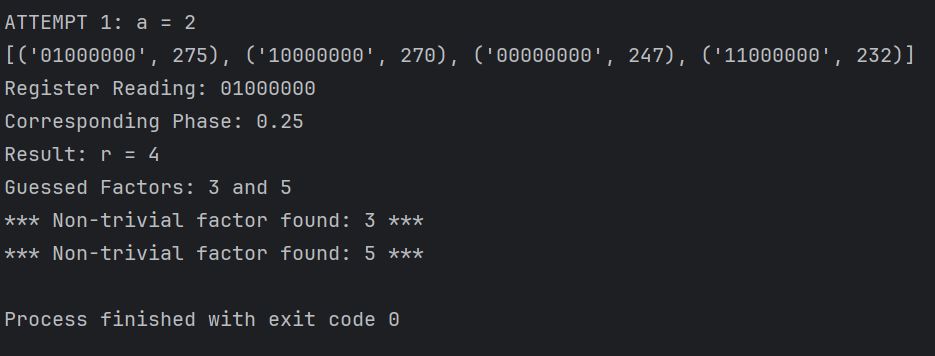 ATTEMPT 1: a = 2
[('01000000', 275), ('10000000', 270), ('00000000', 247), ('11000000', 232)]
Register Reading: 01000000
Corresponding Phase: 0.25
Result: r = 4
Guessed Factors: 3 and 5
*** Non-trivial factor found: 3 ***
*** Non-trivial factor found: 5 ***
Process finished with exit code 0